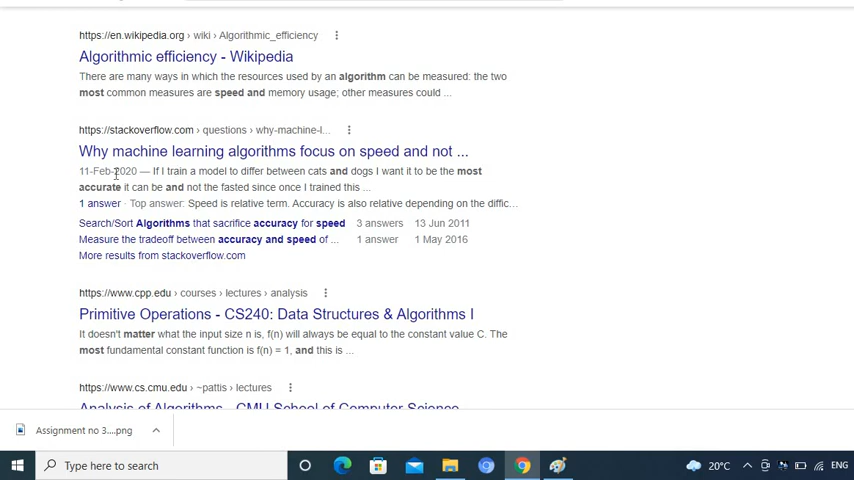 https://en.wikipedia.org › wiki › Algorithmic_efficiency
Algorithmic efficiency - Wikipedia
There are many ways in which the resources used by an algorithm can be measured: the two
most common measures are speed and memory usage; other measures could ...
https://stackoverflow.com › questions › why-machine-l...
Why machine learning algorithms focus on speed and not ...
11-Feb-2020 — If I train a model to differ between cats and dogs I want it to be the most
accurate it can be and not the fasted since once I trained this ...
1 answer · Top answer: Speed is relative term. Accuracy is also relative depending on the diffic...
Search/Sort Algorithms that sacrifice accuracy for speed 3 answers 13 Jun 2011
Measure the tradeoff between accuracy and speed of ... 1 answer 1 May 2016
More results from stackoverflow.com
https://www.cpp.edu › courses › lectures › analysis
Primitive Operations - CS240: Data Structures & Algorithms I
It doesn't matter what the input size n is, f(n) will always be equal to the constant value C. The
most fundamental constant function is f(n) = 1, and this is ...
https://www.cs.cmu.edu › ~pattis › lectures
Analysis of Algorithms - CMU School of Computer Science
Assignment no 3....png
Type here to search
20°C
ENG